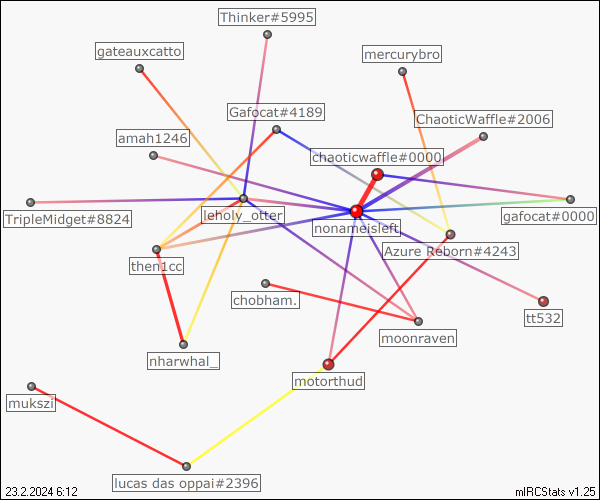 Thinker#5995
gateauxcatto
mercurybro
Gafocat#4189
ChaoticWaffle#2006
amah1246
chaoticwaffle#0000
TripleMidget#8824
leholy_otter
gafocat#0000
nonameisleft
Azure Reborn#4243
then1cc
chobham.
tt532
moonraven
nharwhal_
motorthud
mukszi
lucas das oppai#2396
23.2.2024 6:12
mIRCStats v1.25